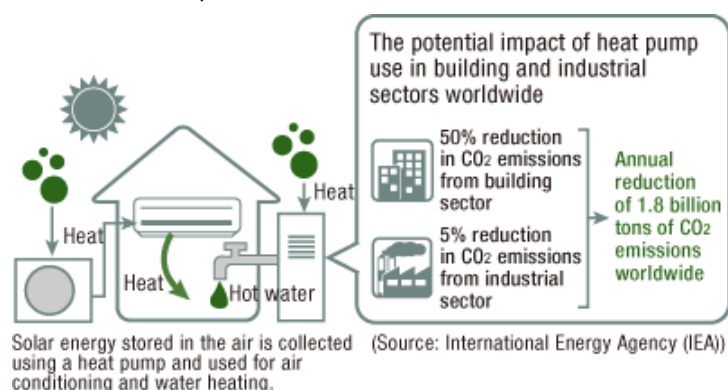 The potential impact of heat pump
use in building and industrial
sectors worldwide
50% reduction
in CO2 emissions
from building
sector
5% reduction
in CO2 emissions
from industrial
sector
Annual
reduction
of 1.8 billion
tons of CO2
emissions
worldwide
Heat
Heat
Heat
Hot water
Solar energy stored in the air is collected
using a heat pump and used for air
conditioning and water heating.
(Source: International Energy Agency (IEA))